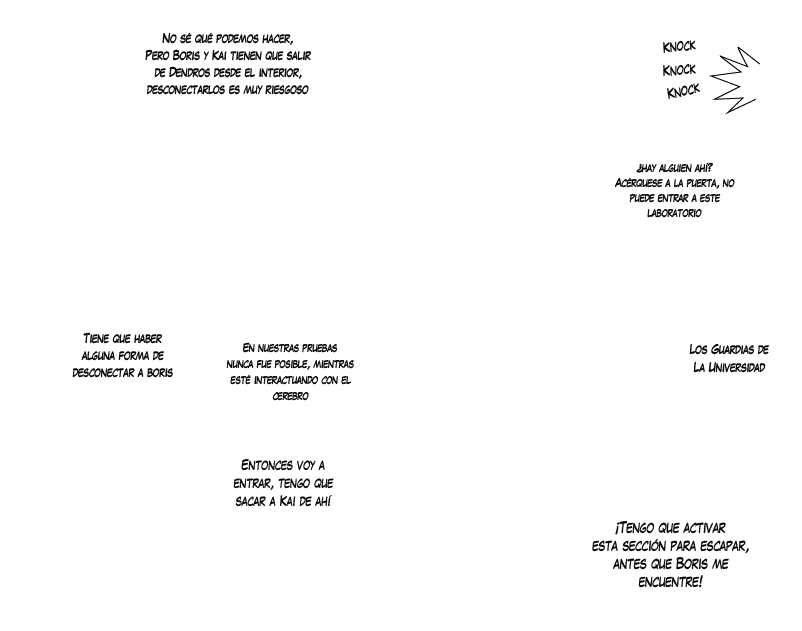 No sé qué podemos hacer,
Pero Boris y Kai tienen que salir
de Dendros desde el interior,
desconectarlos es muy riesgoso
Tiene que haber
alguna forma de
desconectar a boris
En nuestras pruebas
nunca fue posible, mientras
esté interactuando con el
cerebro
Entonces voy a
entrar, tengo que
sacar a Kai de ahí
Knock
Knock
Knock
¿hay alguien ahí?
Acérquese a la puerta, no
puede entrar a este
laboratorio
Los Guardias de
La Universidad
¡Tengo que activar
esta sección para escapar,
antes que Boris me
encuentre!